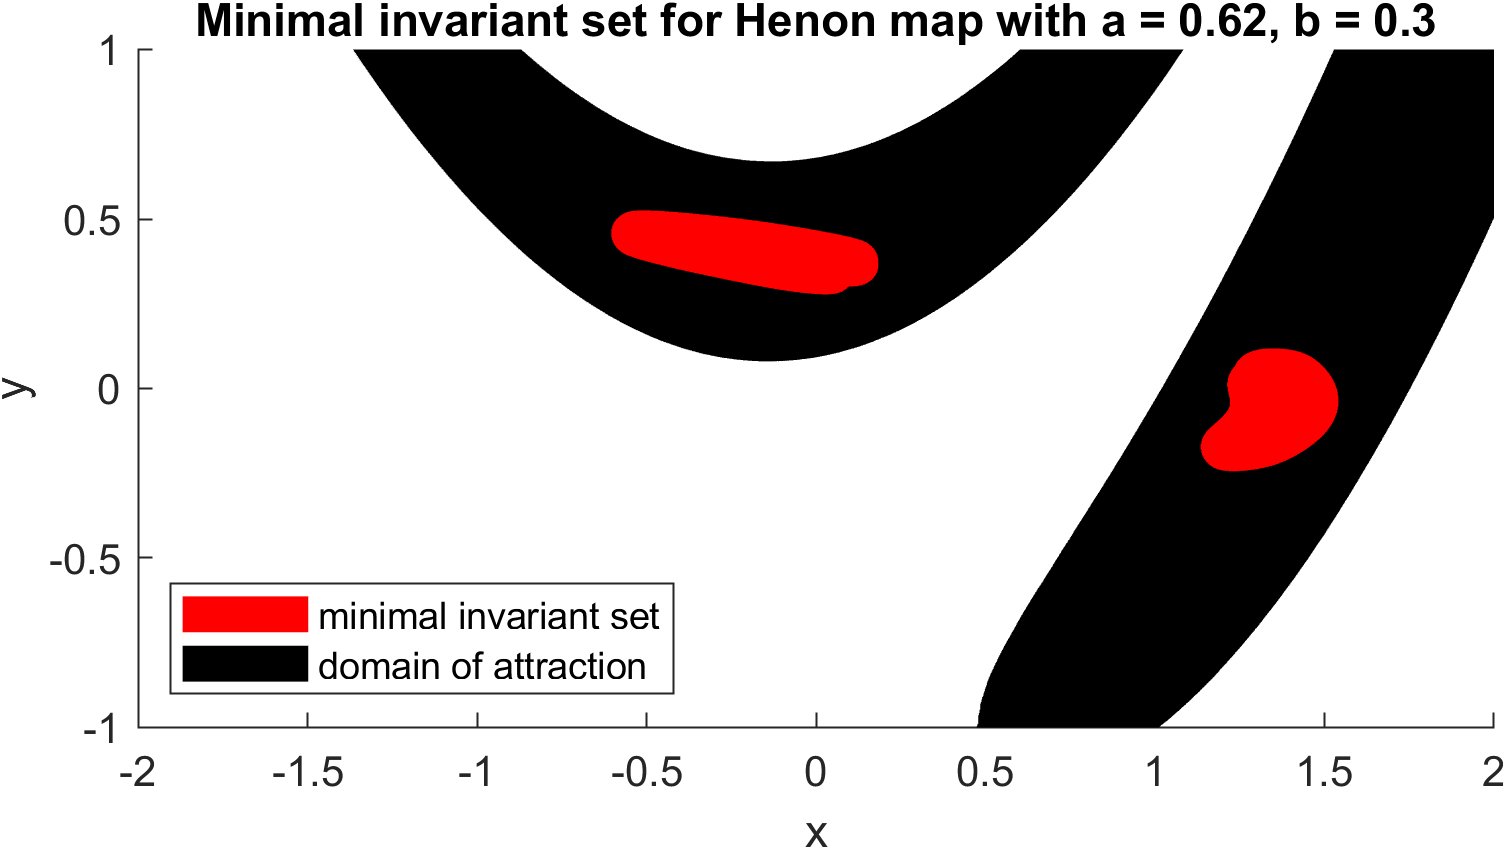 Minimal invariant set for Henon map with a = 0.62, b = 0.3
1
0.5
0
-0.5
-1
y
minimal invariant set
domain of attraction
-2 -1.5 -1 -0.5 0 0.5 1 1.5 2
x